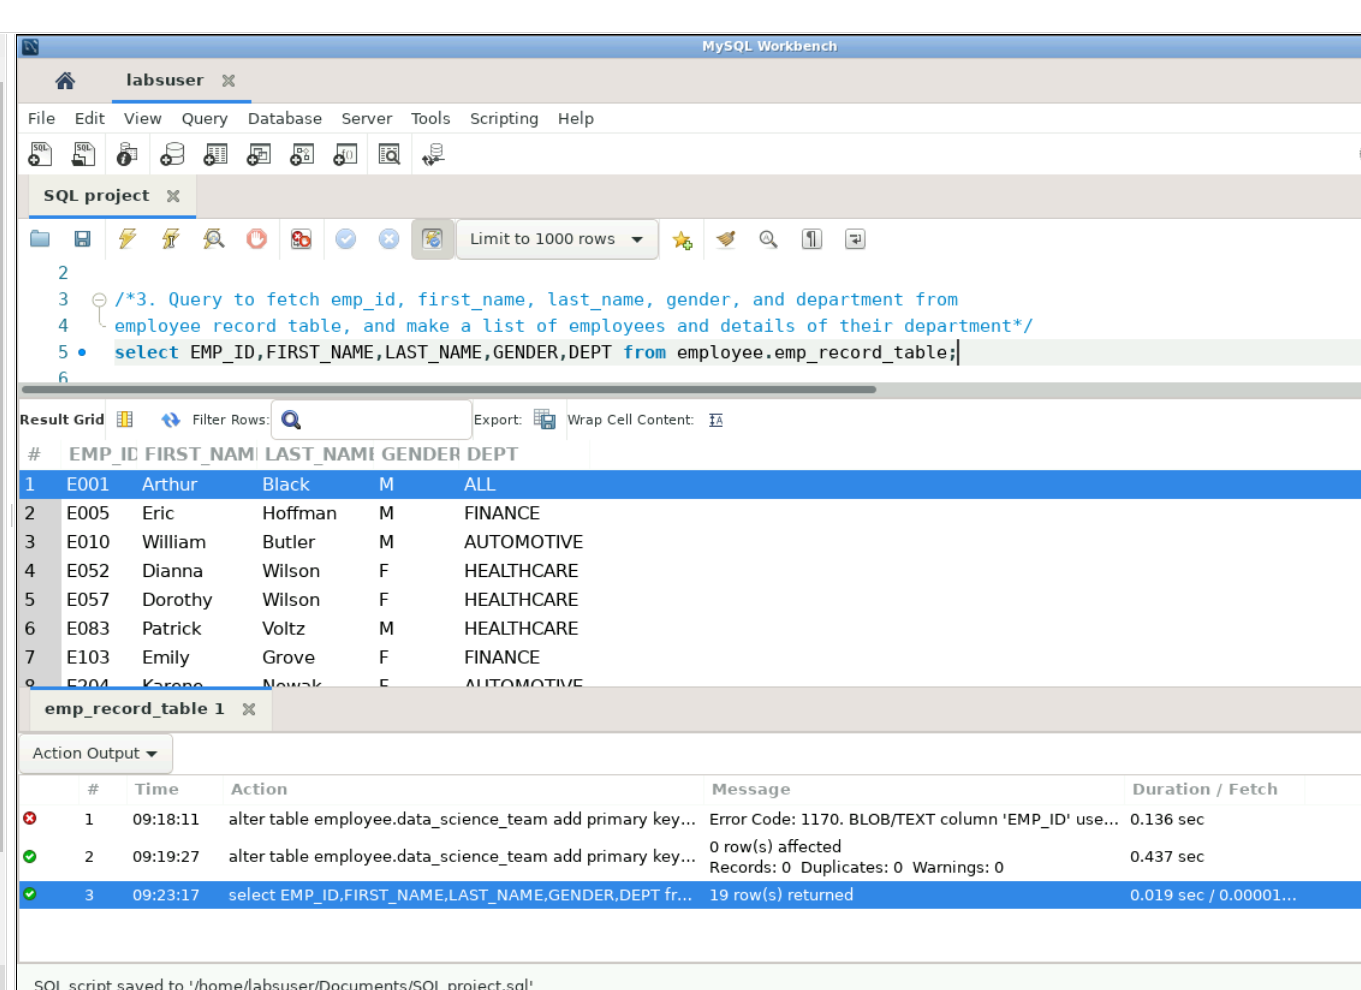 MySQL Workbench
labsuser
File Edit View Query Database Server Tools Scripting Help
SQL project
Limit to 1000 rows
2
3 /*3. Query to fetch emp_id, first_name, last_name, gender, and department from
4 employee record table, and make a list of employees and details of their department*/
5 select EMP_ID,FIRST_NAME,LAST_NAME,GENDER,DEPT from employee.emp_record_table;
6
Result Grid Filter Rows: Export: Wrap Cell Content:
# EMP_ID FIRST_NAM LAST_NAME GENDER DEPT
1 E001 Arthur Black M ALL
2 E005 Eric Hoffman M FINANCE
3 E010 William Butler M AUTOMOTIVE
4 E052 Dianna Wilson F HEALTHCARE
5 E057 Dorothy Wilson F HEALTHCARE
6 E083 Patrick Voltz M HEALTHCARE
7 E103 Emily Grove F FINANCE
8 E204 Karene Nowak F AUTOMOTIVE
emp_record_table 1
Action Output
# Time Action Message Duration / Fetch
1 09:18:11 alter table employee.data_science_team add primary key... Error Code: 1170. BLOB/TEXT column 'EMP_ID' use... 0.136 sec
2 09:19:27 alter table employee.data_science_team add primary key... 0 row(s) affected
Records: 0 Duplicates: 0 Warnings: 0 0.437 sec
3 09:23:17 select EMP_ID,FIRST_NAME,LAST_NAME,GENDER,DEPT fr... 19 row(s) returned 0.019 sec / 0.00001...
SQL script saved to '/home/labsuser/Documents/SQL project.sql'